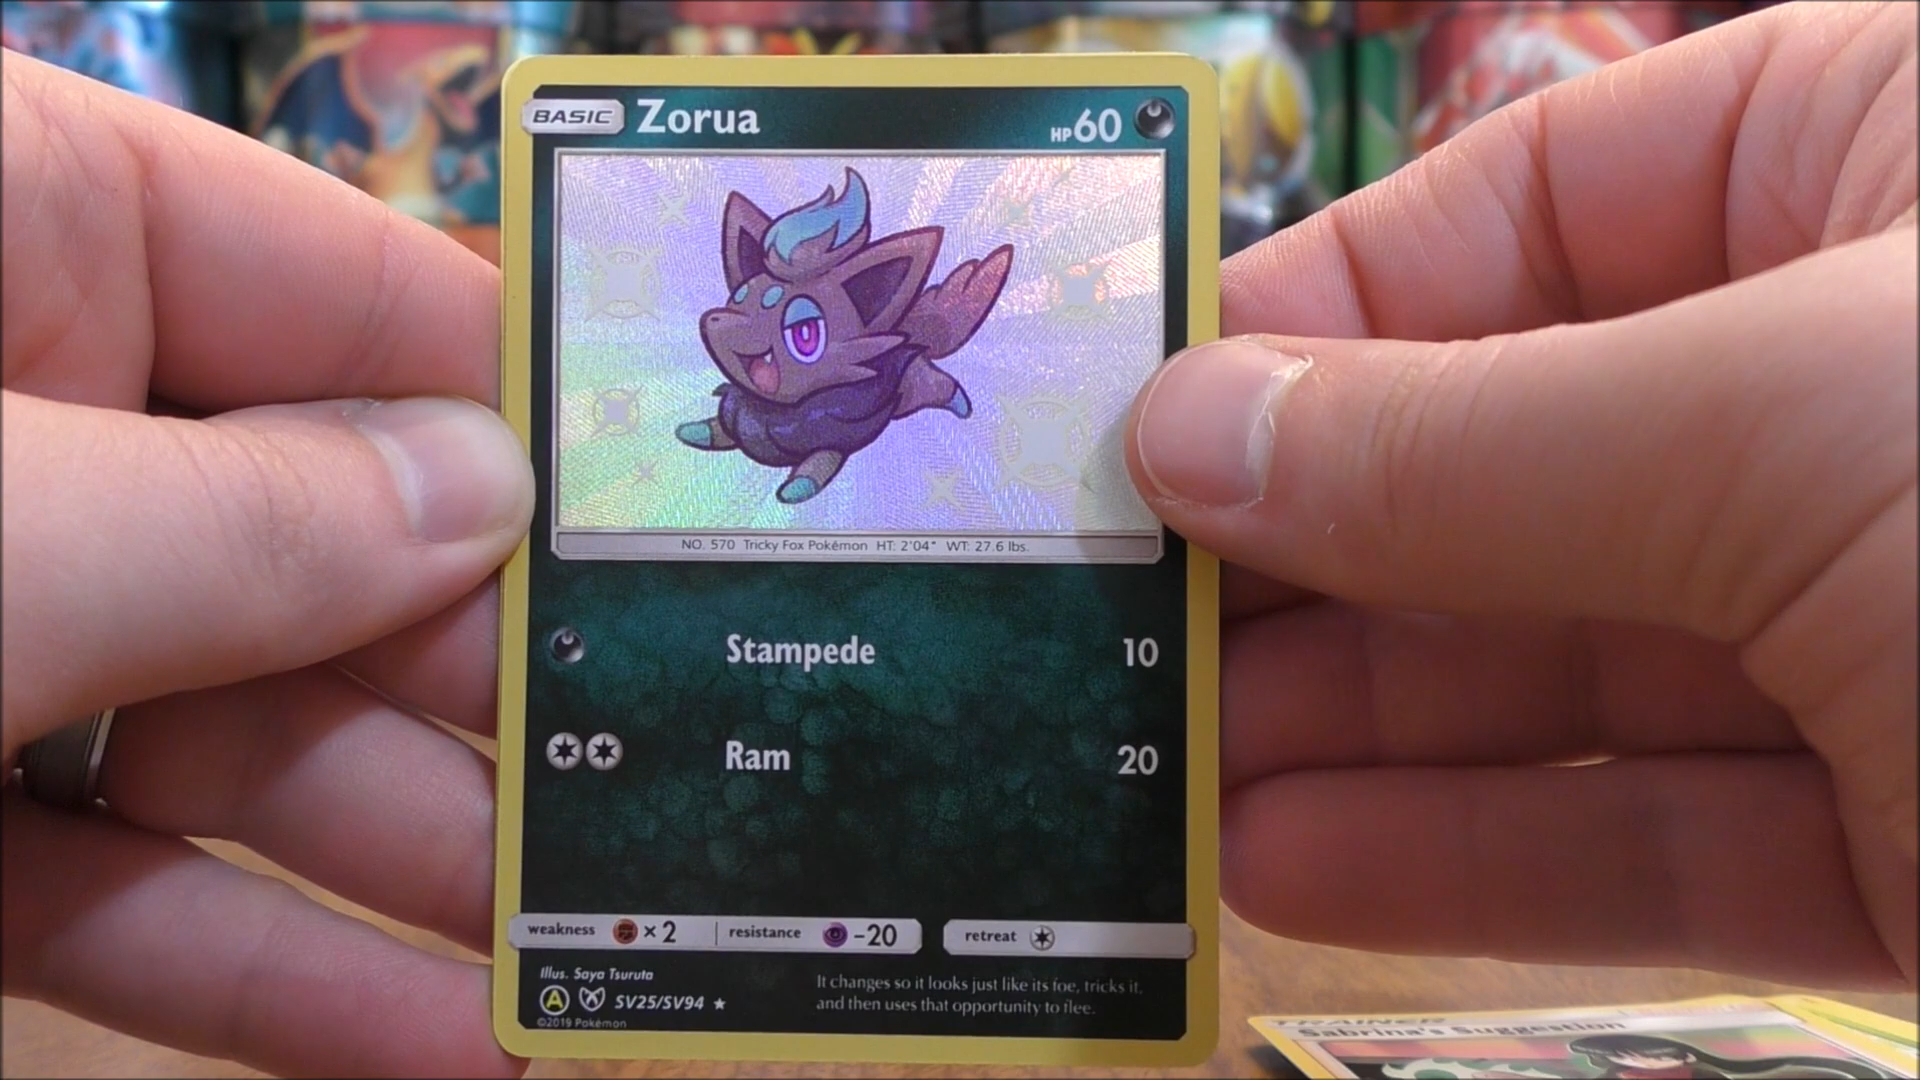 BASIC Zorua HP 60
NO. 570 Tricky Fox Pokémon HT: 2'04" WT: 27.6 lbs.
Stampede 10
Ram 20
weakness ×2 resistance -20 retreat
Illus. Saya Tsuruta
A SV25/SV94
©2019 Pokémon
It changes so it looks just like its foe, tricks it,
and then uses that opportunity to flee.
TRAINER
Sabrina's Suggestion